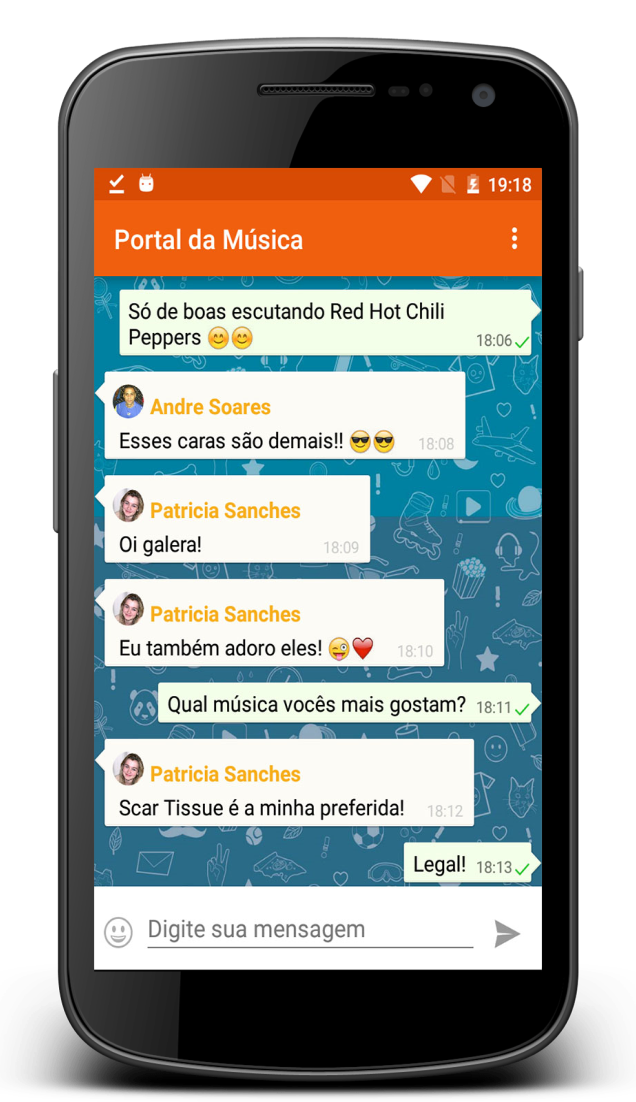 19:18
Portal da Música
Só de boas escutando Red Hot Chili
Peppers 😊😊 18:06
Andre Soares
Esses caras são demais!! 😎😎 18:08
Patricia Sanches
Oi galera! 18:09
Patricia Sanches
Eu também adoro eles! 😜❤️ 18:10
Qual música vocês mais gostam? 18:11
Patricia Sanches
Scar Tissue é a minha preferida! 18:12
Legal! 18:13
Digite sua mensagem